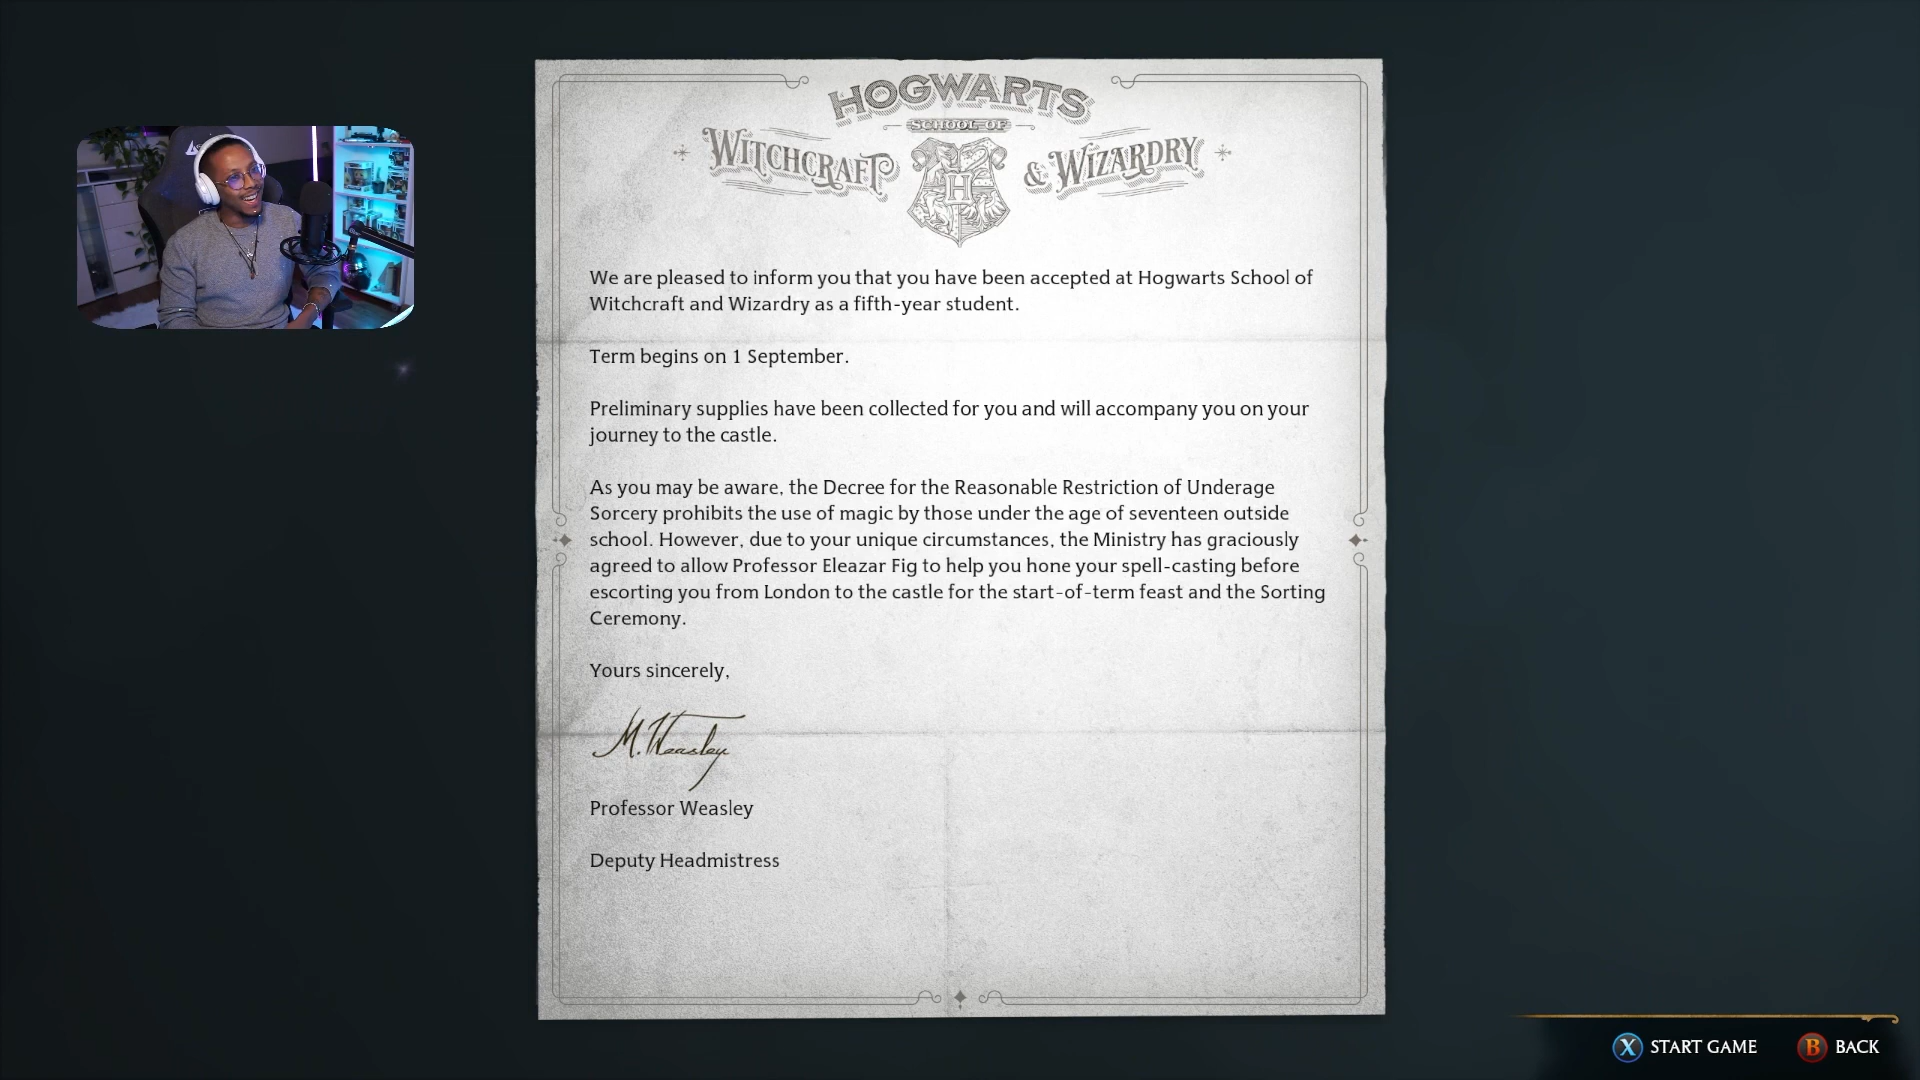 HOGWARTS
SCHOOL OF
WITCHCRAFT & WIZARDRY
H
We are pleased to inform you that you have been accepted at Hogwarts School of
Witchcraft and Wizardry as a fifth-year student.
Term begins on 1 September.
Preliminary supplies have been collected for you and will accompany you on your
journey to the castle.
As you may be aware, the Decree for the Reasonable Restriction of Underage
Sorcery prohibits the use of magic by those under the age of seventeen outside
school. However, due to your unique circumstances, the Ministry has graciously
agreed to allow Professor Eleazar Fig to help you hone your spell-casting before
escorting you from London to the castle for the start-of-term feast and the Sorting
Ceremony.
Yours sincerely,
M. Weasley
Professor Weasley
Deputy Headmistress
X START GAME B BACK